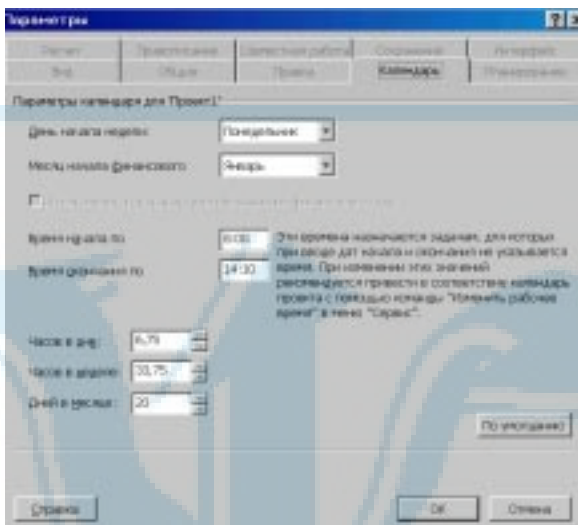 Параметры
Расчет Правописание Совместная работа Сохранение Интерфейс
Вид Общие Правка Календарь Планирование
Параметры календаря для 'Проект1'
День начала недели: Понедельник
Месяц начала финансового Январь
Время начала по 8:00 Эти времена назначаются задачам, для которых
при вводе дат начала и окончания не указывается
Время окончания по 14:30 время. При изменении этих значений
рекомендуется привести в соответствие календарь
проекта с помощью команды "Изменить рабочее
время" в меню "Сервис".
Часов в дне: 6,75
Часов в неделе: 33,75
Дней в месяце: 20
По умолчанию
Справка OK Отмена